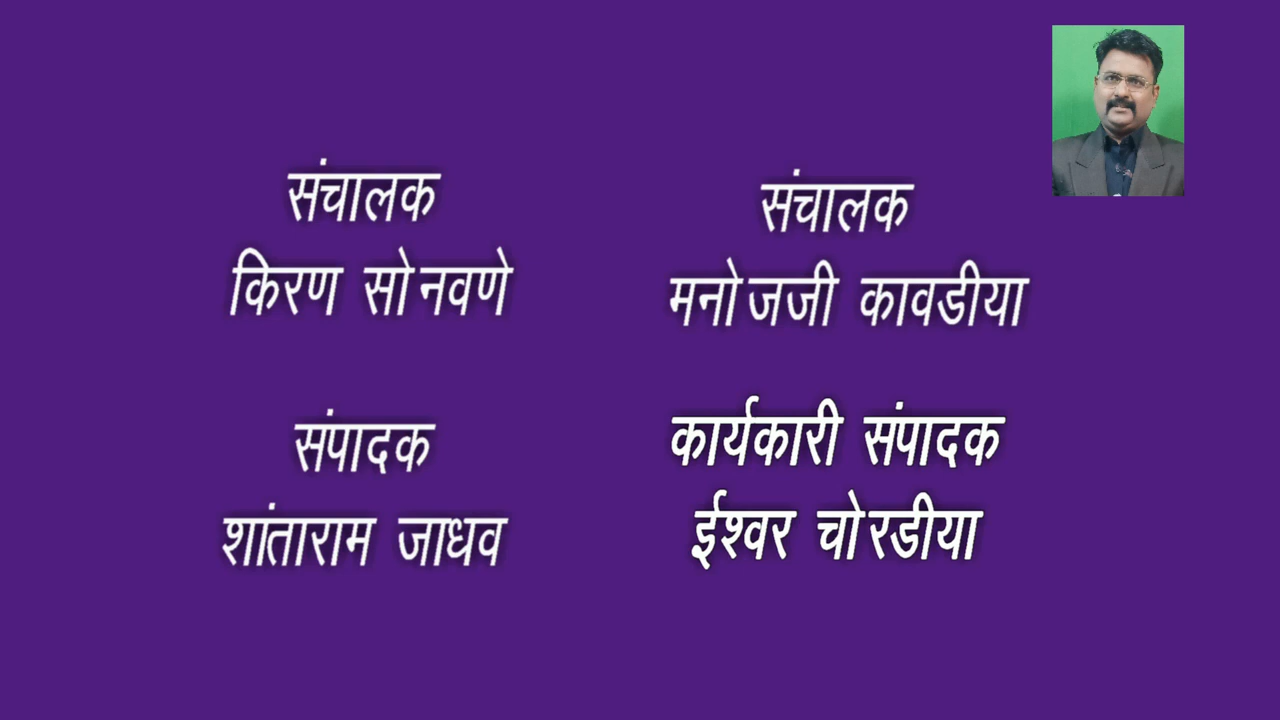 संचालक
किरण सोनवणे
संचालक
मनोजजी कावडीया
संपादक
शांताराम जाधव
कार्यकारी संपादक
ईश्वर चोरडीया